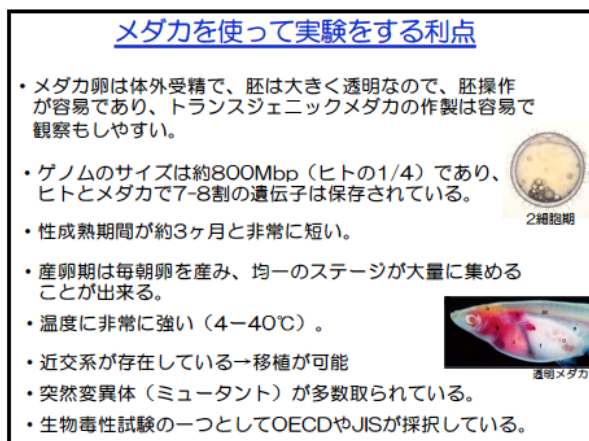 メダカを使って実験をする利点
・メダカ卵は体外受精で、胚は大きく透明なので、胚操作
が容易であり、トランスジェニックメダカの作製は容易で
観察もしやすい。
・ゲノムのサイズは約800Mbp（ヒトの1/4）であり、
ヒトとメダカで7-8割の遺伝子は保存されている。
2細胞期
・性成熟期間が約3ヶ月と非常に短い。
・産卵期は毎朝卵を産み、均一のステージが大量に集める
ことが出来る。
・温度に非常に強い（4ー40℃）。
・近交系が存在している→移植が可能
透明メダカ
・突然変異体（ミュータント）が多数取られている。
・生物毒性試験の一つとしてOECDやJISが採択している。